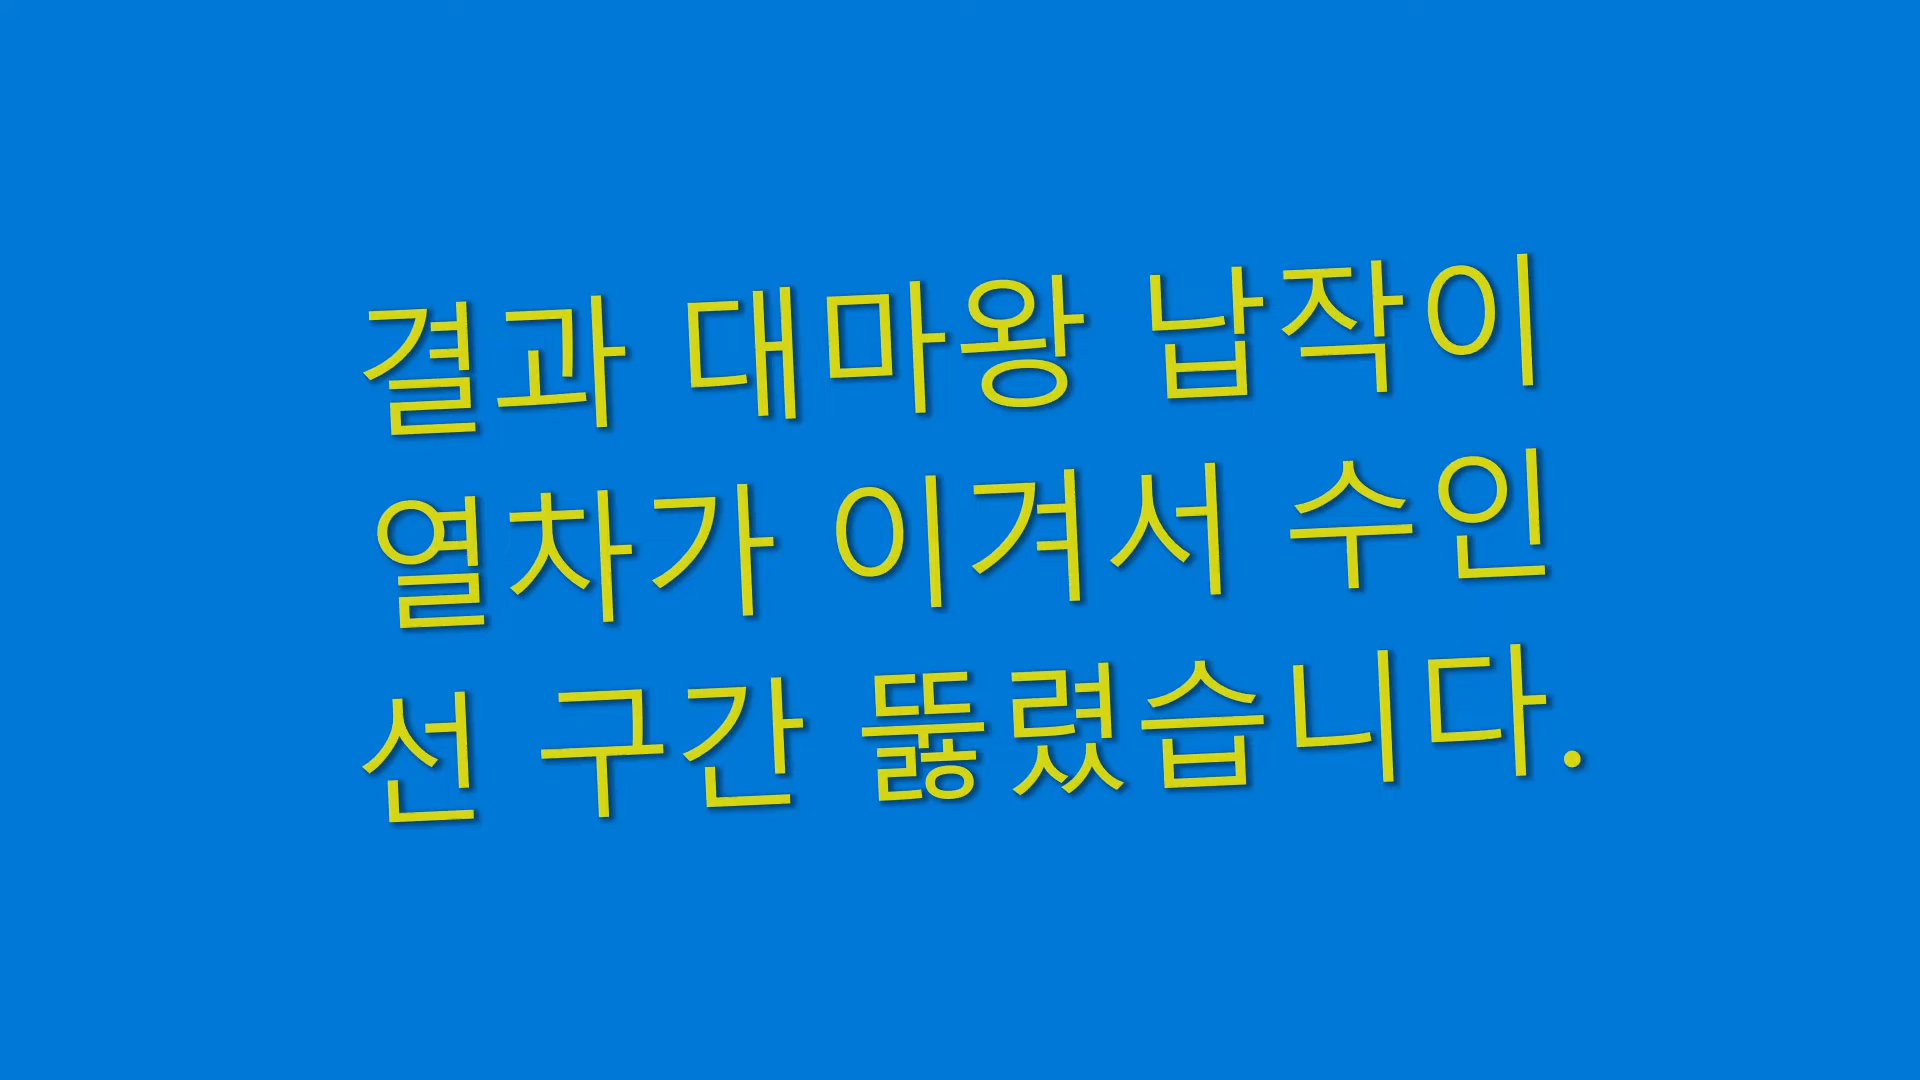 결과 대마왕 납작이
열차가 이겨서 수인
선 구간 뚫렸습니다.